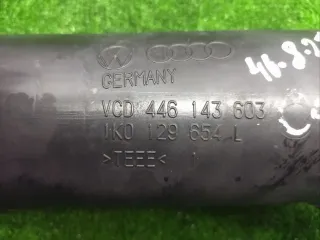 GERMANY
VCD 446 143 603
1K0 129 654 L
>TEEE< 1